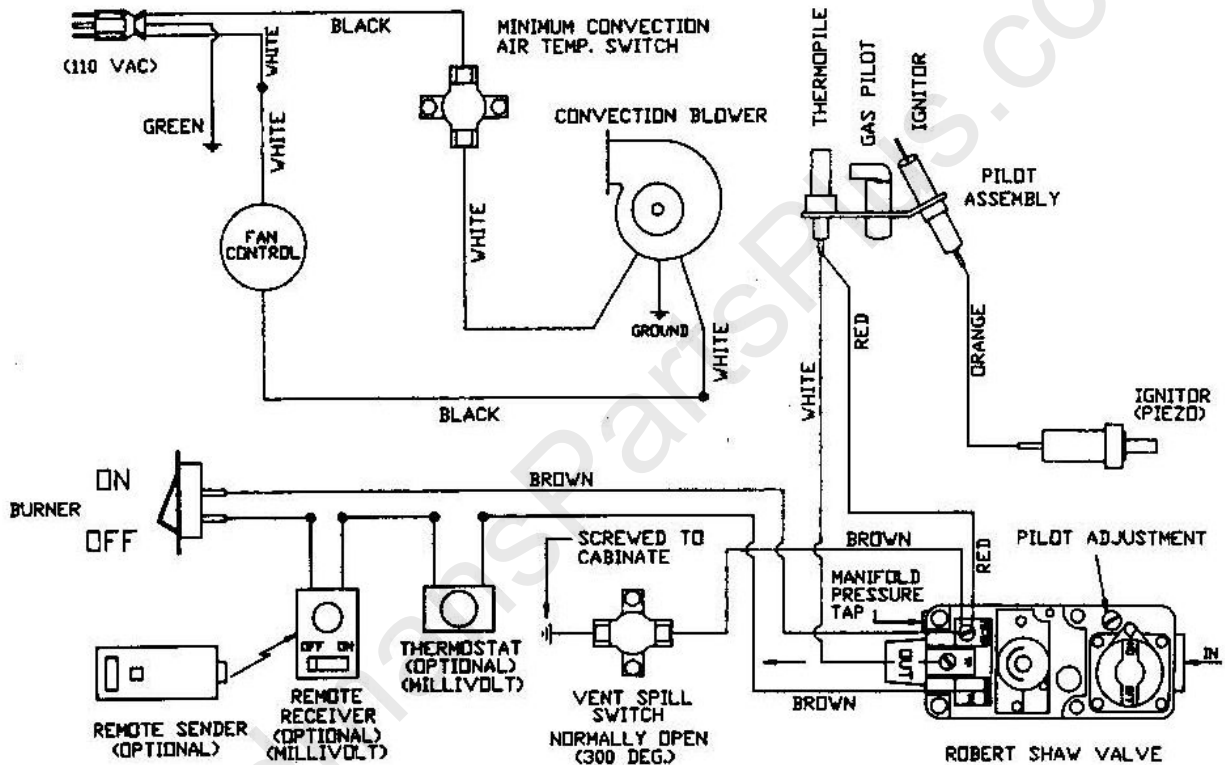 (110 VAC)
BLACK
WHITE
WHITE
GREEN
MINIMUM CONVECTION
AIR TEMP. SWITCH
CONVECTION BLOWER
FAN
CONTROL
WHITE
GROUND
WHITE
BLACK
THERMOPILE
GAS PILOT
IGNITOR
PILOT
ASSEMBLY
RED
WHITE
ORANGE
IGNITOR
(PIEZO)
BURNER
ON
OFF
BROWN
SCREWED TO
CABINATE
BROWN
RED
PILOT ADJUSTMENT
MANIFOLD
PRESSURE
TAP
OUT
IN
BROWN
OFF ON
REMOTE SENDER
(OPTIONAL)
REMOTE
RECEIVER
(OPTIONAL)
(MILLIVOLT)
THERMOSTAT
(OPTIONAL)
(MILLIVOLT)
VENT SPILL
SWITCH
NORMALLY OPEN
(300 DEG.)
ROBERT SHAW VALVE